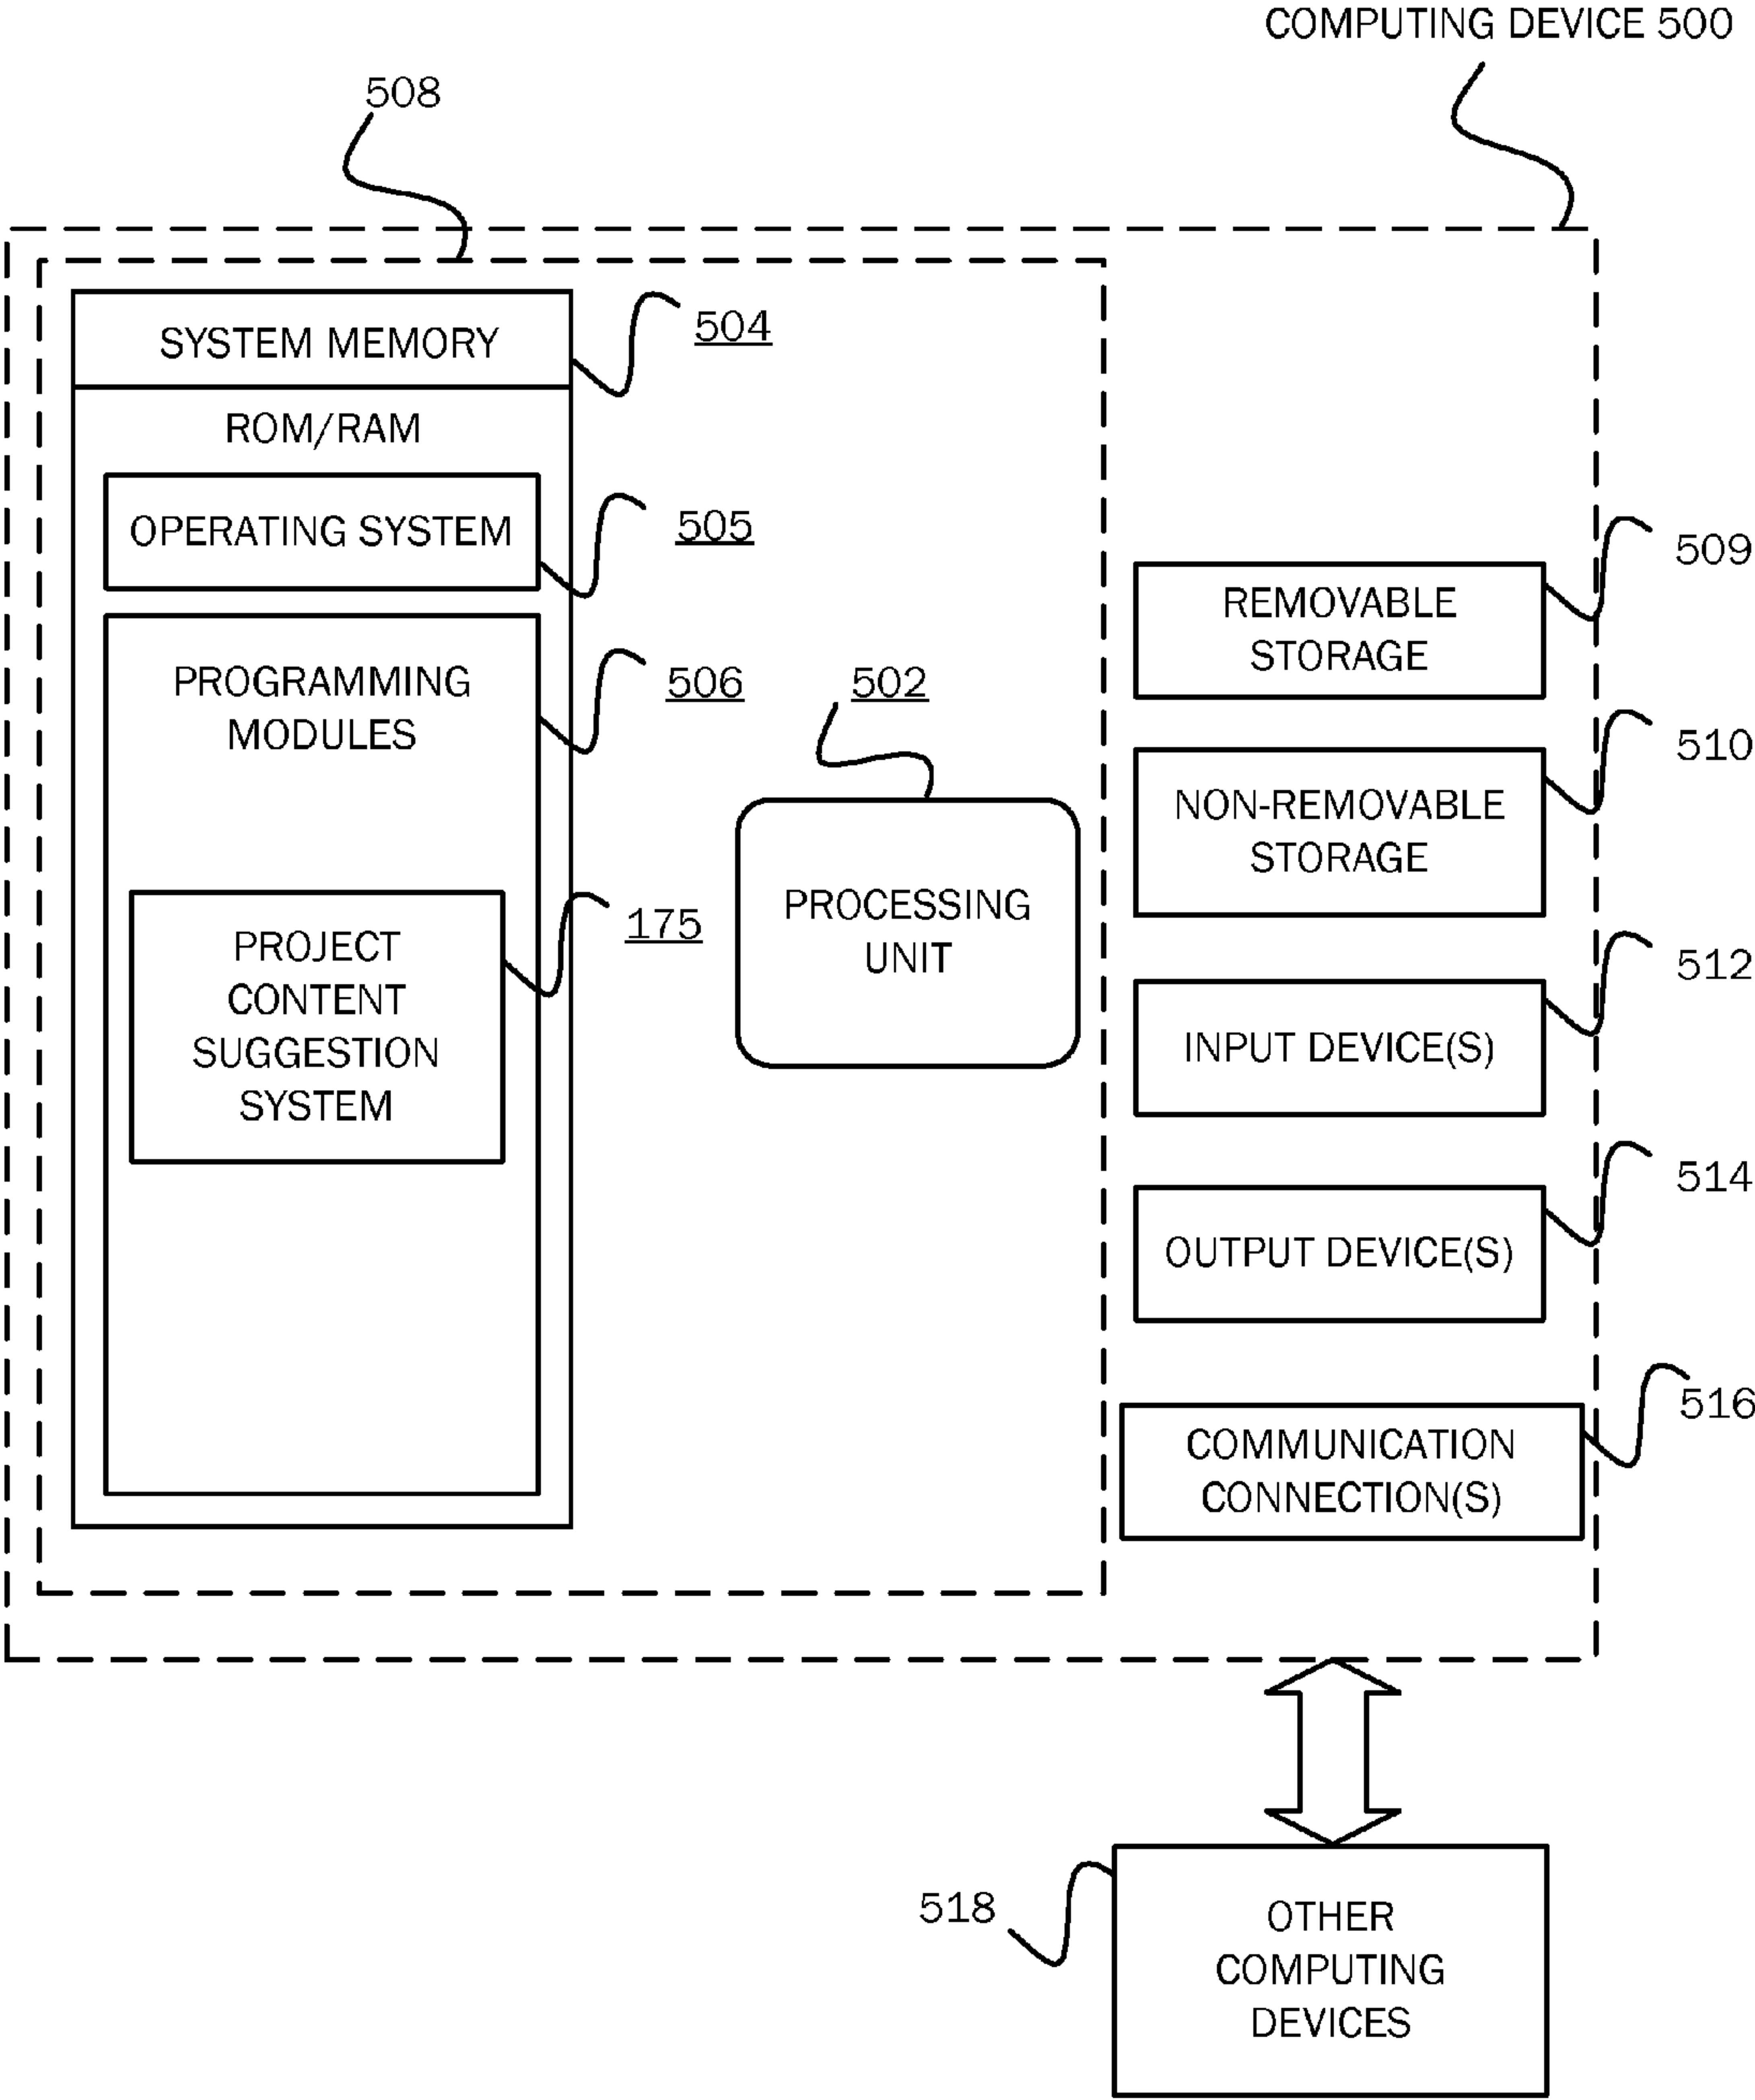 COMPUTING DEVICE 500
508
SYSTEM MEMORY
504
ROM/RAM
OPERATING SYSTEM
505
PROGRAMMING
MODULES
506
PROJECT
CONTENT
SUGGESTION
SYSTEM
175
502
PROCESSING
UNIT
REMOVABLE
STORAGE
509
NON-REMOVABLE
STORAGE
510
INPUT DEVICE(S)
512
OUTPUT DEVICE(S)
514
COMMUNICATION
CONNECTION(S)
516
518
OTHER
COMPUTING
DEVICES